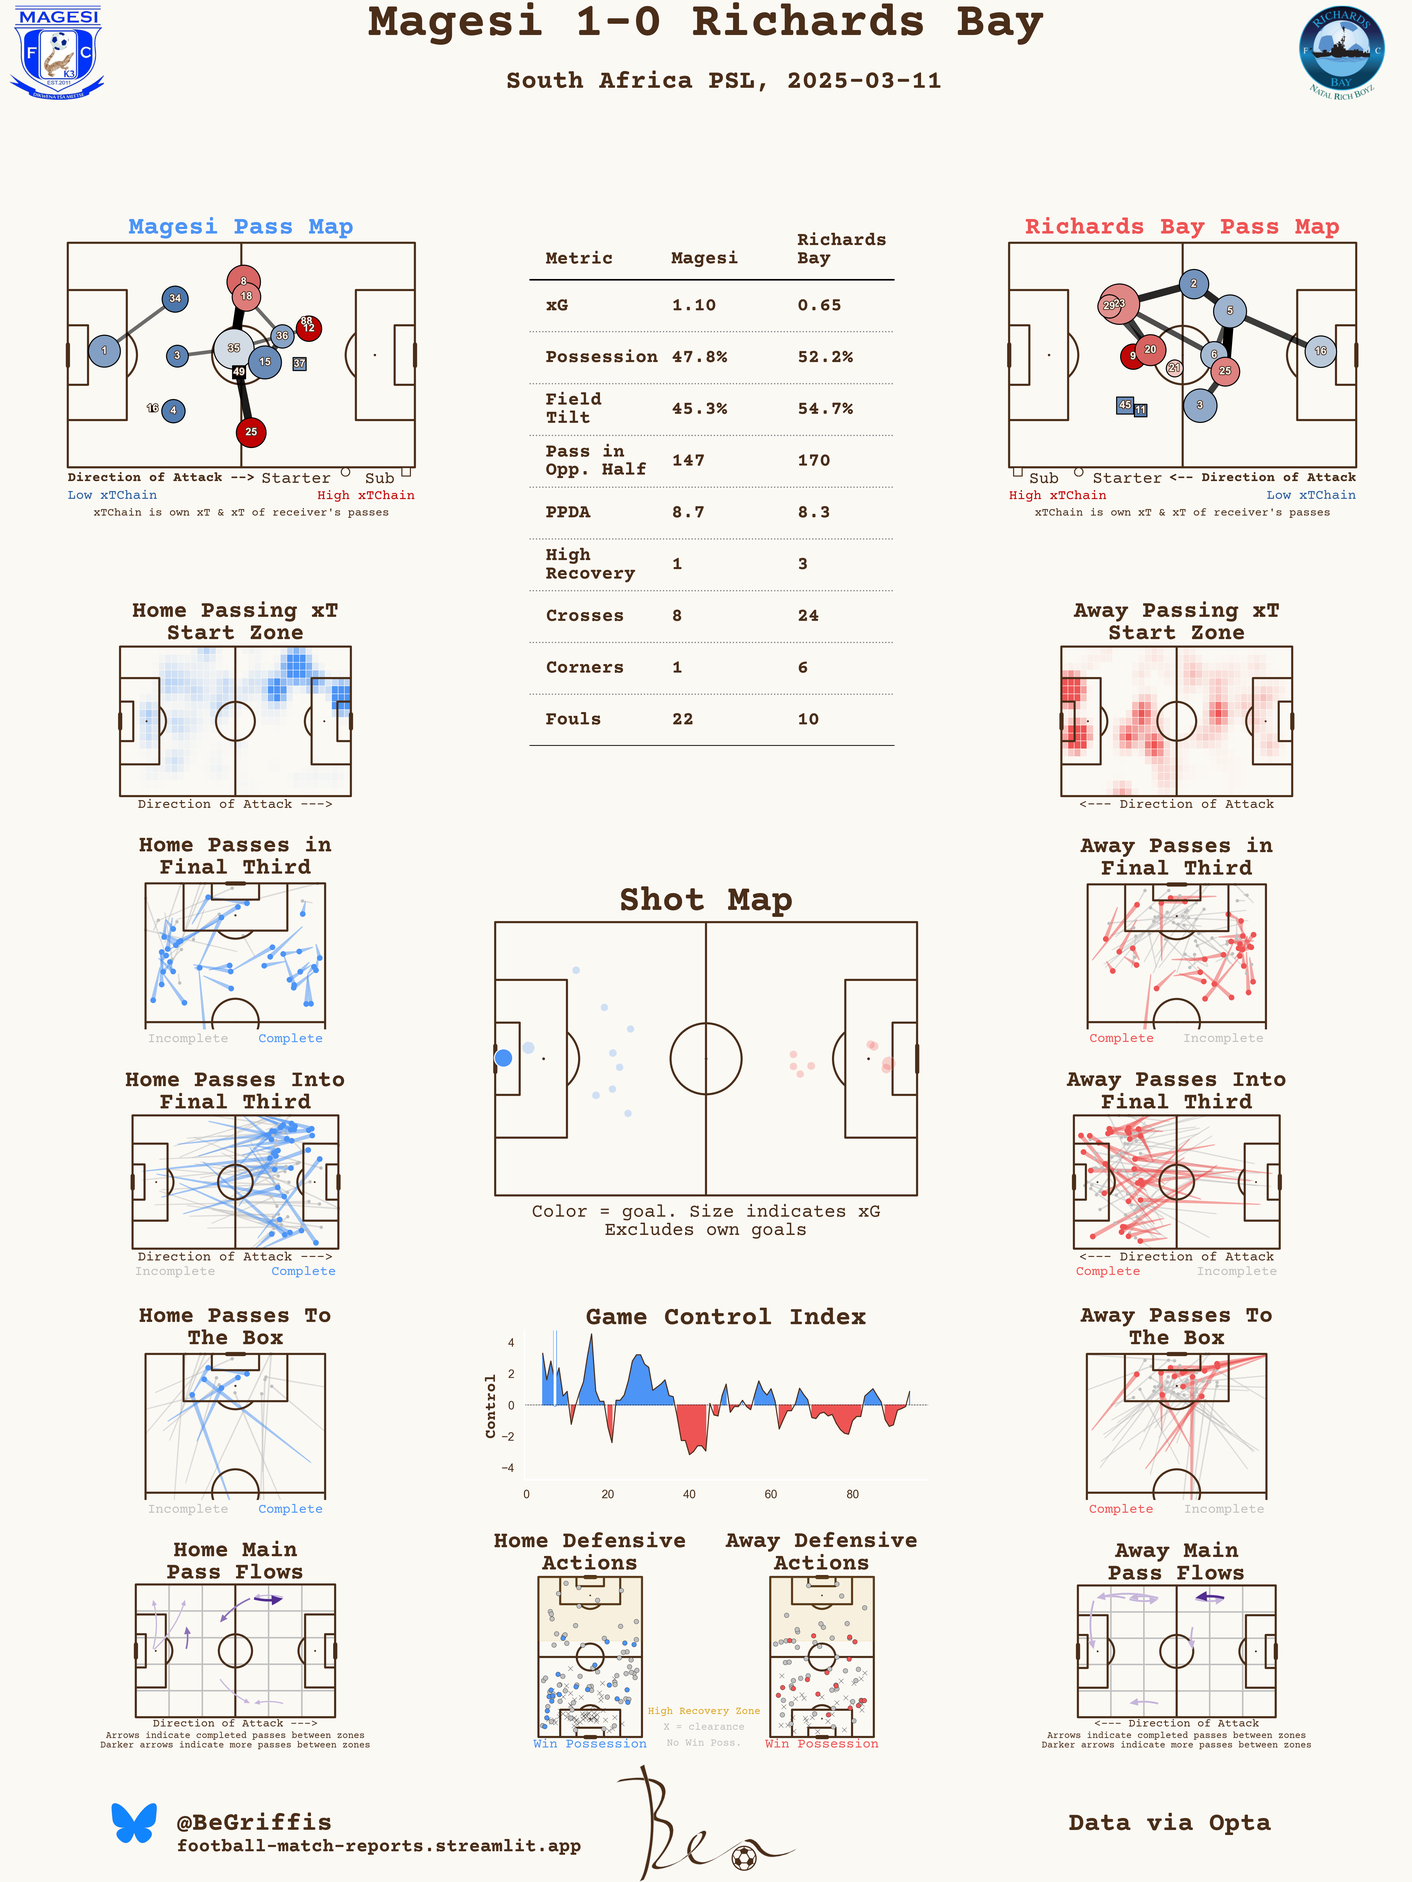 MAGESI
F C
K3
EST.2011
Magesi 1-0 Richards Bay
South Africa PSL, 2025-03-11
RICHARDS
F C
BAY
NATAL RICH BOYZ
Magesi Pass Map
1
34
3
16
4
8
18
35
49
15
36
88
12
37
25
Direction of Attack --> Starter Sub
Low xTChain High xTChain
xTChain is own xT & xT of receiver's passes
Metric Magesi Richards Bay
xG 1.10 0.65
Possession 47.8% 52.2%
Field Tilt 45.3% 54.7%
Pass in Opp. Half 147 170
PPDA 8.7 8.3
High Recovery 1 3
Crosses 8 24
Corners 1 6
Fouls 22 10
Richards Bay Pass Map
2
29
23
5
9
20
21
6
25
16
45
11
3
Sub Starter <-- Direction of Attack
High xTChain Low xTChain
xTChain is own xT & xT of receiver's passes
Home Passing xT
Start Zone
Direction of Attack --->
Away Passing xT
Start Zone
<--- Direction of Attack
Home Passes in
Final Third
Incomplete Complete
Away Passes in
Final Third
Complete Incomplete
Shot Map
Color = goal. Size indicates xG
Excludes own goals
Home Passes Into
Final Third
Direction of Attack --->
Incomplete Complete
Away Passes Into
Final Third
<--- Direction of Attack
Complete Incomplete
Home Passes To
The Box
Incomplete Complete
Game Control Index
Control
4
2
0
−2
−4
0 20 40 60 80
Away Passes To
The Box
Complete Incomplete
Home Main
Pass Flows
Direction of Attack --->
Arrows indicate completed passes between zones
Darker arrows indicate more passes between zones
Home Defensive
Actions
Win Possession
High Recovery Zone
X = clearance
No Win Poss.
Away Defensive
Actions
Win Possession
Away Main
Pass Flows
<--- Direction of Attack
Arrows indicate completed passes between zones
Darker arrows indicate more passes between zones
@BeGriffis
football-match-reports.streamlit.app
Ben
Data via Opta